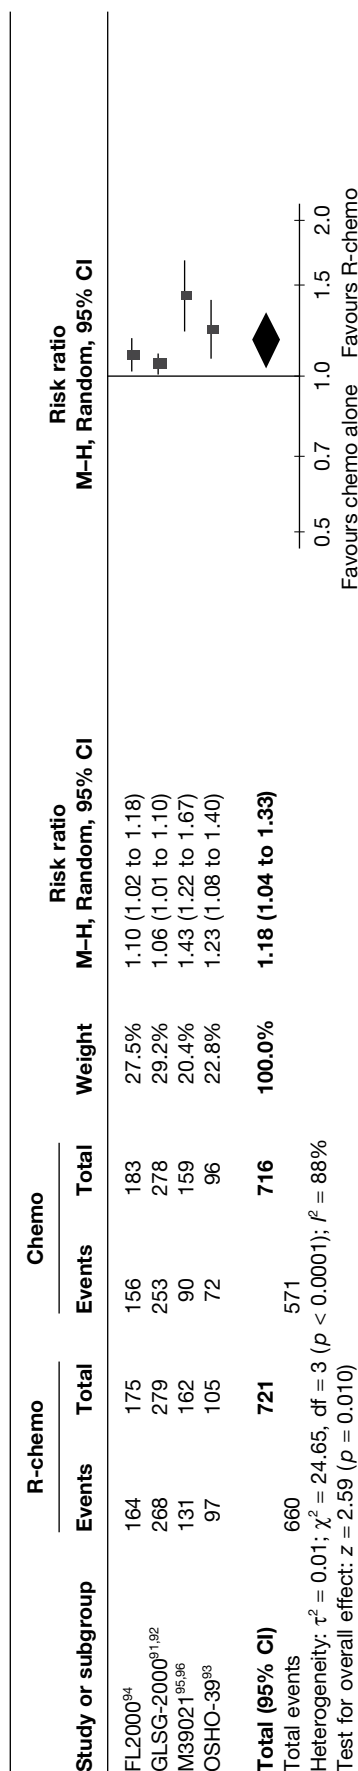 R-chemo Chemo Risk ratio Risk ratio
Study or subgroup Events Total Events Total Weight M–H, Random, 95% CI M–H, Random, 95% CI
FL2000⁹⁴ 164 175 156 183 27.5% 1.10 (1.02 to 1.18)
GLSG-2000⁹¹,⁹² 268 279 253 278 29.2% 1.06 (1.01 to 1.10)
M39021⁹⁵,⁹⁶ 131 162 90 159 20.4% 1.43 (1.22 to 1.67)
OSHO-39⁹³ 97 105 72 96 22.8% 1.23 (1.08 to 1.40)
Total (95% CI) 721 716 100.0% 1.18 (1.04 to 1.33)
Total events 660 571
Heterogeneity: τ² = 0.01; χ² = 24.65, df = 3 (p < 0.0001); I² = 88%
Test for overall effect: z = 2.59 (p = 0.010)
0.5 0.7 1.0 1.5 2.0
Favours chemo alone Favours R-chemo